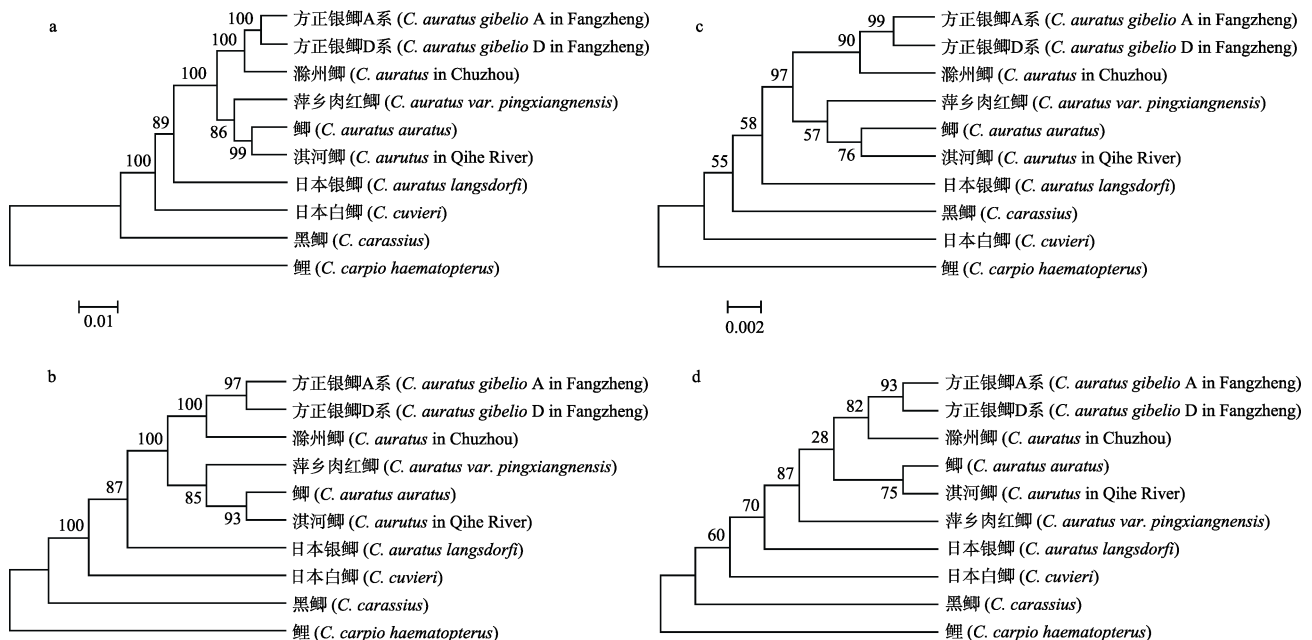 a
100
方正银鲫A系 (C. auratus gibelio A in Fangzheng)
100
方正银鲫D系 (C. auratus gibelio D in Fangzheng)
100
滁州鲫 (C. auratus in Chuzhou)
萍乡肉红鲫 (C. auratus var. pingxiangnensis)
89
86
鲫 (C. auratus auratus)
99
淇河鲫 (C. aurutus in Qihe River)
100
日本银鲫 (C. auratus langsdorfi)
日本白鲫 (C. cuvieri)
黑鲫 (C. carassius)
鲤 (C. carpio haematopterus)
0.01
c
99
方正银鲫A系 (C. auratus gibelio A in Fangzheng)
90
方正银鲫D系 (C. auratus gibelio D in Fangzheng)
97
滁州鲫 (C. auratus in Chuzhou)
萍乡肉红鲫 (C. auratus var. pingxiangnensis)
58
57
鲫 (C. auratus auratus)
76
淇河鲫 (C. aurutus in Qihe River)
55
日本银鲫 (C. auratus langsdorfi)
黑鲫 (C. carassius)
日本白鲫 (C. cuvieri)
鲤 (C. carpio haematopterus)
0.002
b
97
方正银鲫A系 (C. auratus gibelio A in Fangzheng)
100
方正银鲫D系 (C. auratus gibelio D in Fangzheng)
100
滁州鲫 (C. auratus in Chuzhou)
萍乡肉红鲫 (C. auratus var. pingxiangnensis)
87
85
鲫 (C. auratus auratus)
93
淇河鲫 (C. aurutus in Qihe River)
100
日本银鲫 (C. auratus langsdorfi)
日本白鲫 (C. cuvieri)
黑鲫 (C. carassius)
鲤 (C. carpio haematopterus)
d
93
方正银鲫A系 (C. auratus gibelio A in Fangzheng)
82
方正银鲫D系 (C. auratus gibelio D in Fangzheng)
28
滁州鲫 (C. auratus in Chuzhou)
鲫 (C. auratus auratus)
87
75
淇河鲫 (C. aurutus in Qihe River)
70
萍乡肉红鲫 (C. auratus var. pingxiangnensis)
60
日本银鲫 (C. auratus langsdorfi)
日本白鲫 (C. cuvieri)
黑鲫 (C. carassius)
鲤 (C. carpio haematopterus)